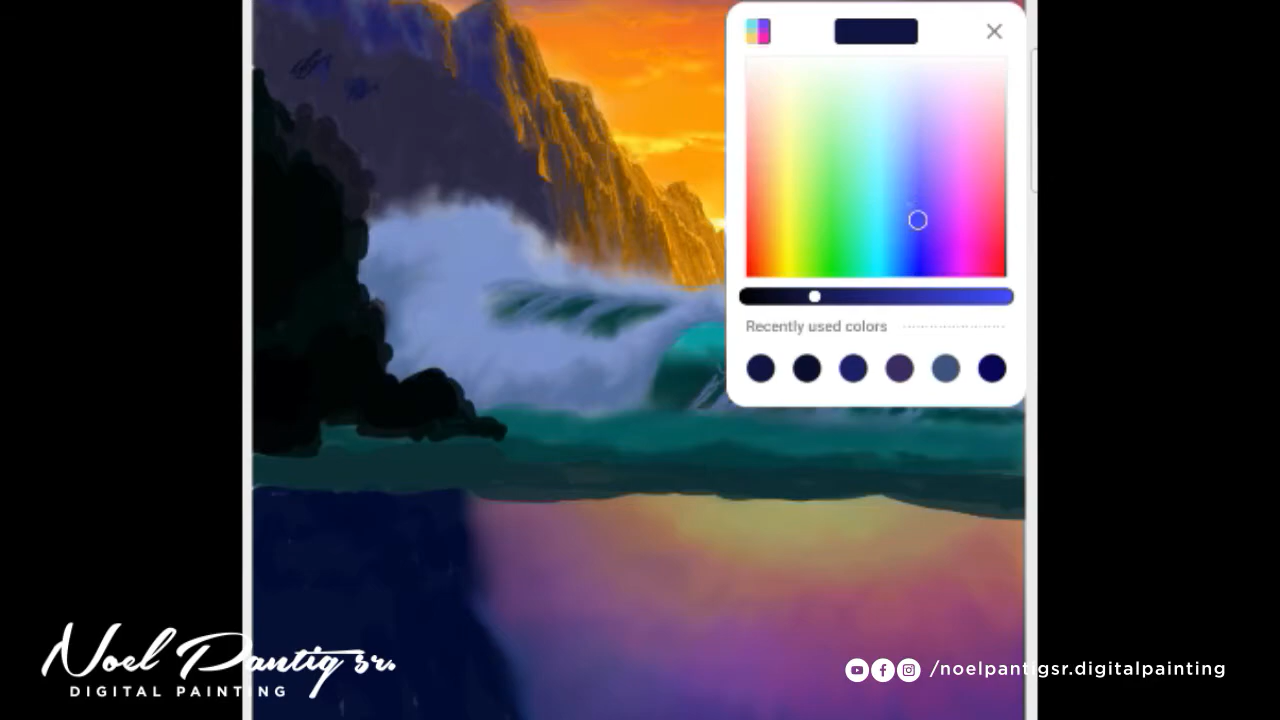 Recently used colors
Noel Pantig sr.
DIGITAL PAINTING
/noelpantigsr.digitalpainting